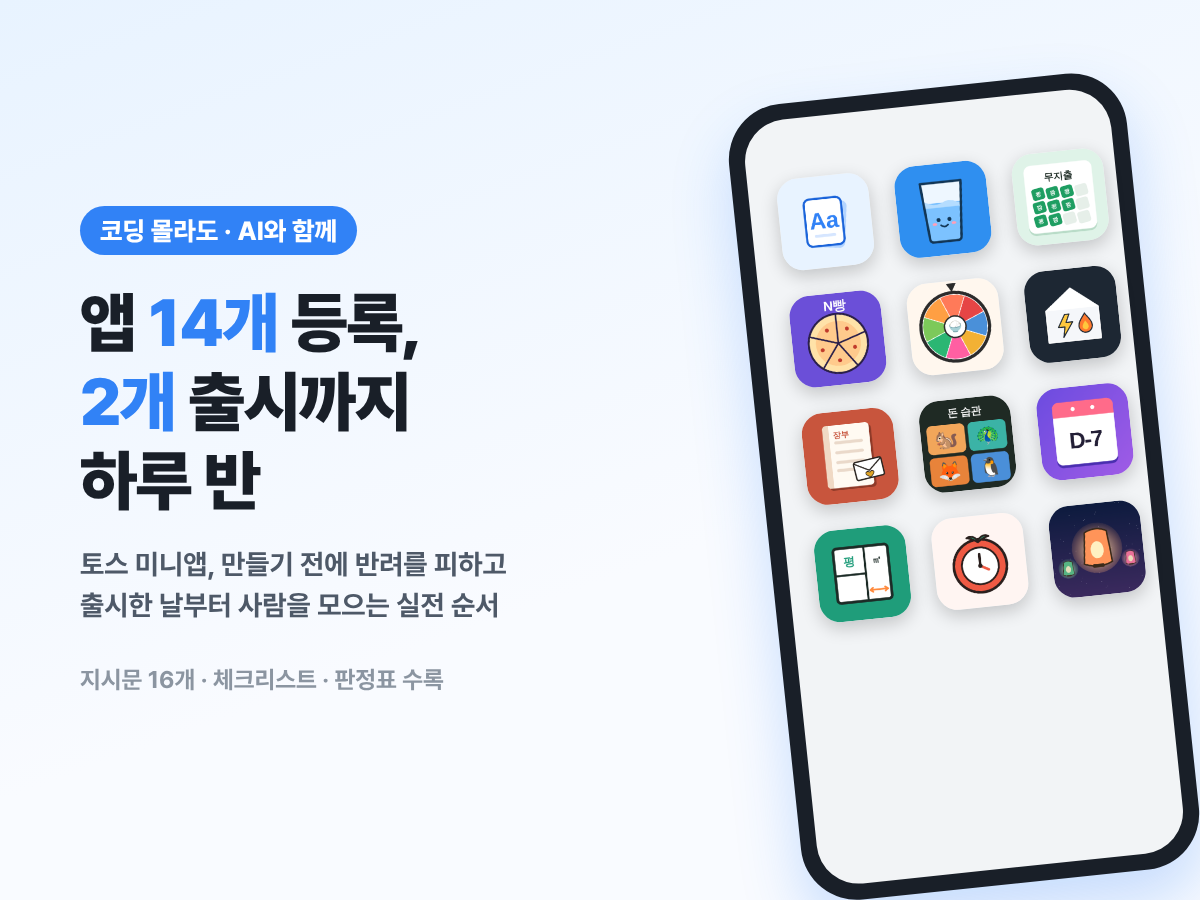 코딩 몰라도 · AI와 함께
앱 14개 등록,
2개 출시까지
하루 반
토스 미니앱, 만들기 전에 반려를 피하고
출시한 날부터 사람을 모으는 실전 순서
지시문 16개 · 체크리스트 · 판정표 수록
Aa
무지출
N빵
장부
돈 습관
D-7
평
㎡